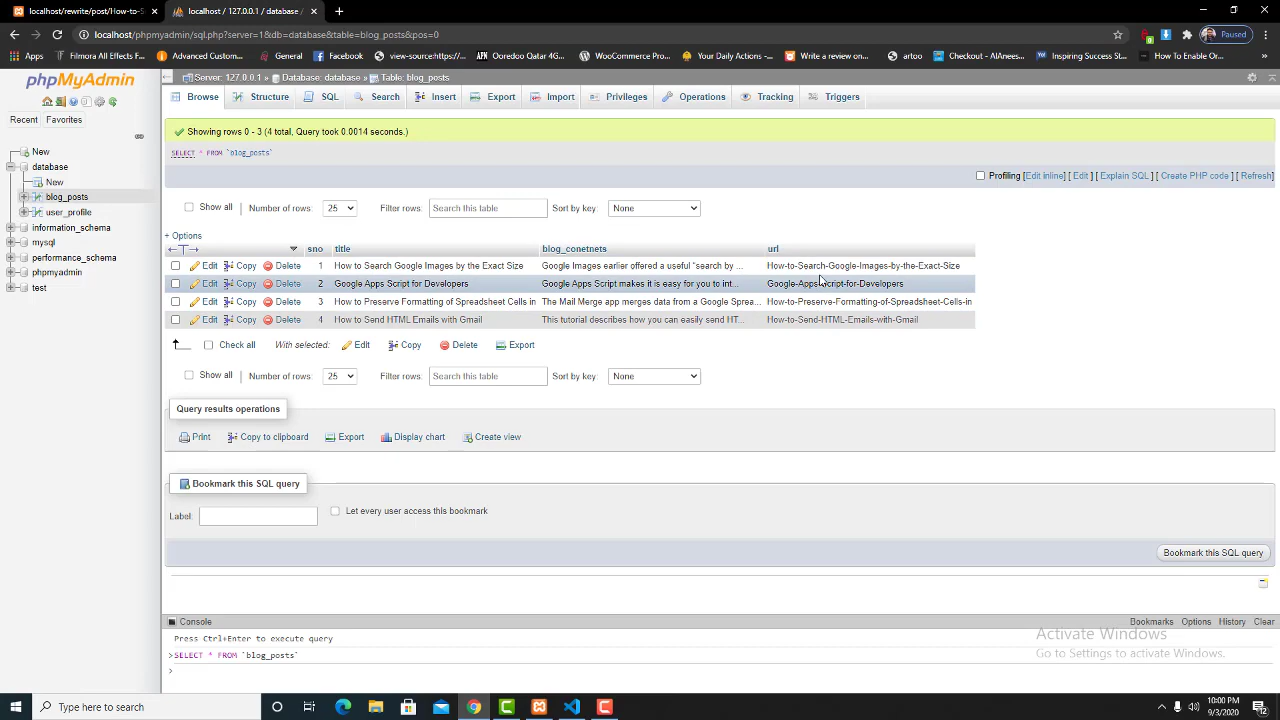 localhost/rewrite/post/How-to-S
localhost / 127.0.0.1 / database /
localhost/phpmyadmin/sql.php?server=1&db=database&table=blog_posts&pos=0
Paused
Apps
Filmora All Effects F...
Awesome Screensho...
General
Facebook
Ooredoo Qatar 4G...
WooCommerce Pro...
Your Daily Actions -...
Write a review on...
artoo
Checkout – AIAnees...
Inspiring Success St...
How To Enable Or...
phpMyAdmin
Recent
Favorites
New
database
New
blog_posts
user_profile
information_schema
mysql
performance_schema
phpmyadmin
test
Server: 127.0.0.1 » Database: database » Table: blog_posts
Browse
Structure
SQL
Search
Insert
Export
Import
Privileges
Operations
Tracking
Triggers
Showing rows 0 - 3 (4 total, Query took 0.0014 seconds.)
SELECT * FROM `blog_posts`
Profiling [Edit inline] [ Edit ] [ Explain SQL ] [ Create PHP code ] [ Refresh]
Show all | Number of rows: 25 Filter rows: Search this table Sort by key: None
+ Options
←T→ sno title blog_conetnets url
Edit Copy Delete 1 How to Search Google Images by the Exact Size Google Images earlier offered a useful “search by ... How-to-Search-Google-Images-by-the-Exact-Size
Edit Copy Delete 2 Google Apps Script for Developers Google Apps Script makes it easy for you to int... Google-Apps-Script-for-Developers
Edit Copy Delete 3 How to Preserve Formatting of Spreadsheet Cells in The Mail Merge app merges data from a Google Sprea... How-to-Preserve-Formatting-of-Spreadsheet-Cells-in
Edit Copy Delete 4 How to Send HTML Emails with Gmail This tutorial describes how you can easily send HT... How-to-Send-HTML-Emails-with-Gmail
Check all With selected: Edit Copy Delete Export
Show all | Number of rows: 25 Filter rows: Search this table Sort by key: None
Query results operations
Print Copy to clipboard Export Display chart Create view
Bookmark this SQL query
Label: Let every user access this bookmark
Bookmark this SQL query
Console
Bookmarks Options History Clear
Press Ctrl+Enter to execute query
>SELECT * FROM `blog_posts`
>
Activate Windows
Go to Settings to activate Windows.
Type here to search
10:00 PM
9/3/2020
12